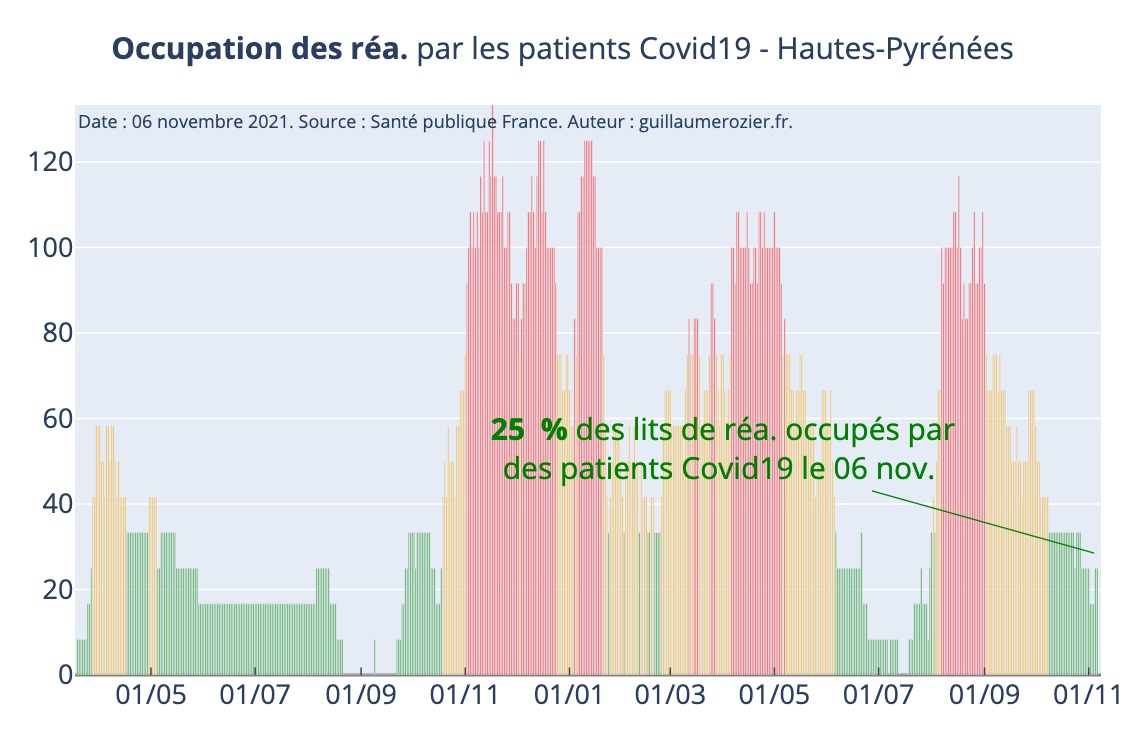 Occupation des réa. par les patients Covid19 - Hautes-Pyrénées
Date : 06 novembre 2021. Source : Santé publique France. Auteur : guillaumerozier.fr.
120
100
80
60
40
20
0
25 % des lits de réa. occupés par
des patients Covid19 le 06 nov.
01/05 01/07 01/09 01/11 01/01 01/03 01/05 01/07 01/09 01/11